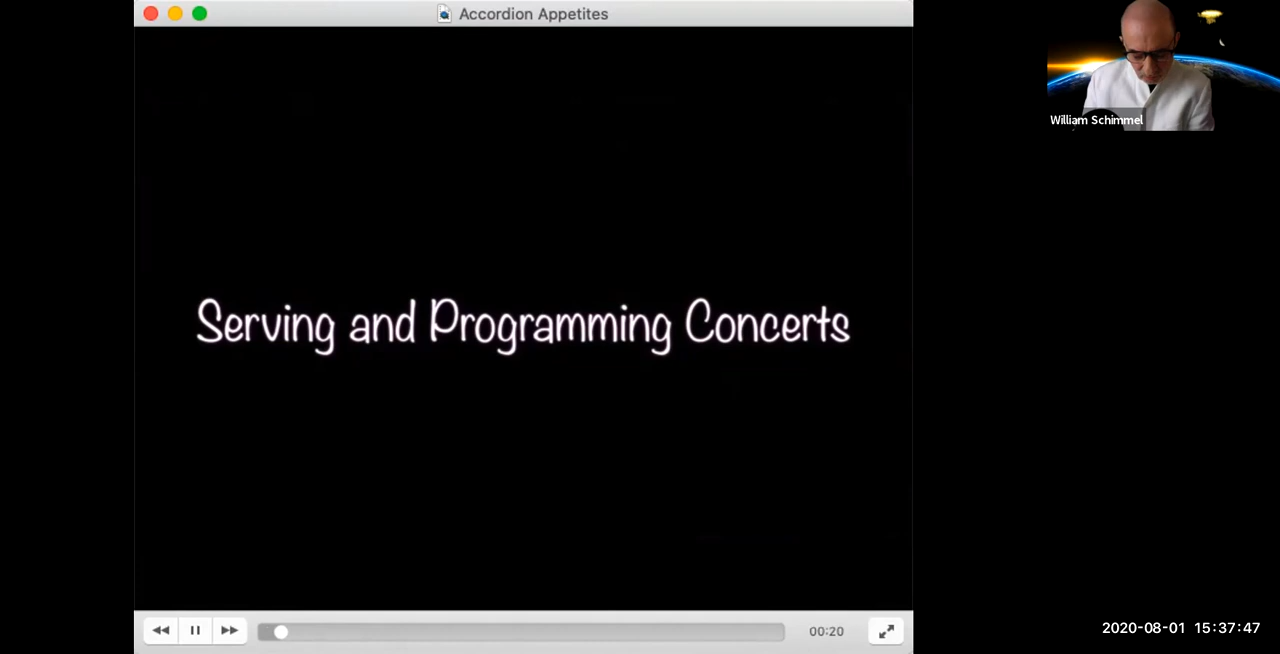 Accordion Appetites
William Schimmel
Serving and Programming Concerts
00:20
2020-08-01 15:37:47